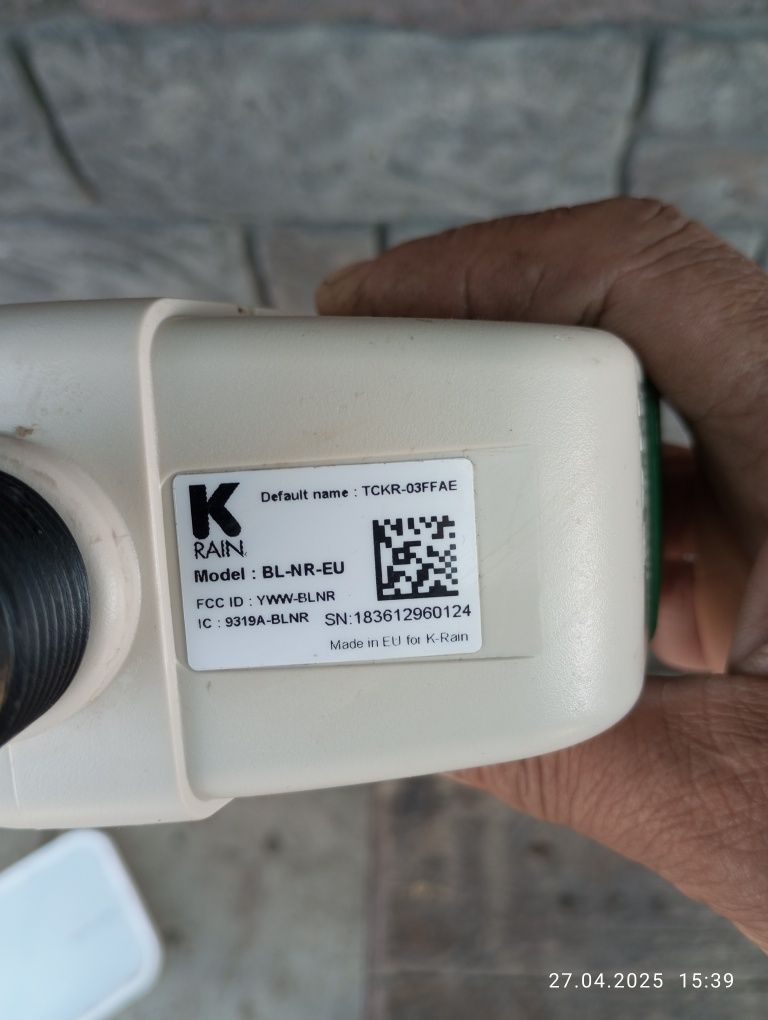 K
RAIN
Default name : TCKR-03FFAE
Model : BL-NR-EU
FCC ID : YWW-BLNR
IC : 9319A-BLNR
SN:183612960124
Made in EU for K-Rain
27.04.2025 15:39